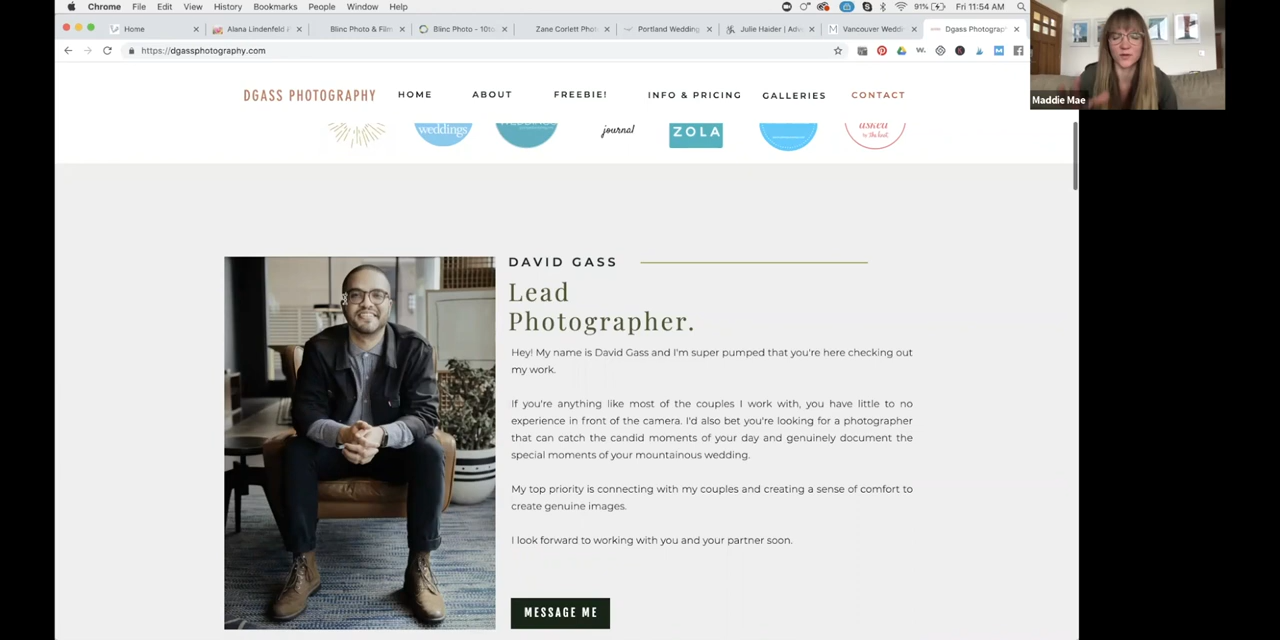 Chrome File Edit View History Bookmarks People Window Help
91% Fri 11:54 AM
Home
Alana Lindenfeld
Blinc Photo & Film
Blinc Photo - 10to
Zane Corlett Phot
Portland Wedding
Julie Haider | Adv
Vancouver Weddi
Dgass Photograp
https://dgassphotography.com
Maddie Mae
DGASS PHOTOGRAPHY
HOME
ABOUT
FREEBIE!
INFO & PRICING
GALLERIES
CONTACT
weddings
journal
ZOLA
asked
DAVID GASS
Lead
Photographer.
Hey! My name is David Gass and I'm super pumped that you're here checking out
my work.
If you're anything like most of the couples I work with, you have little to no
experience in front of the camera. I'd also bet you're looking for a photographer
that can catch the candid moments of your day and genuinely document the
special moments of your mountainous wedding.
My top priority is connecting with my couples and creating a sense of comfort to
create genuine images.
I look forward to working with you and your partner soon.
MESSAGE ME